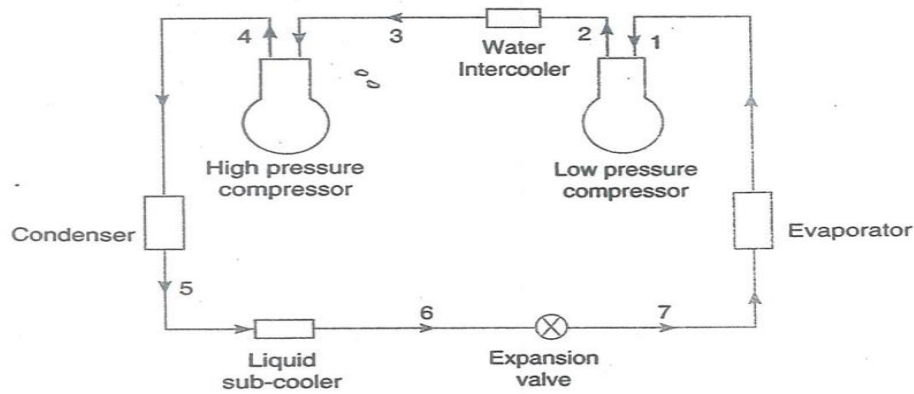 4
3
2
1
Water
Intercooler
High pressure
compressor
Low pressure
compressor
Condenser
Evaporator
5
6
7
Liquid
sub-cooler
Expansion
valve